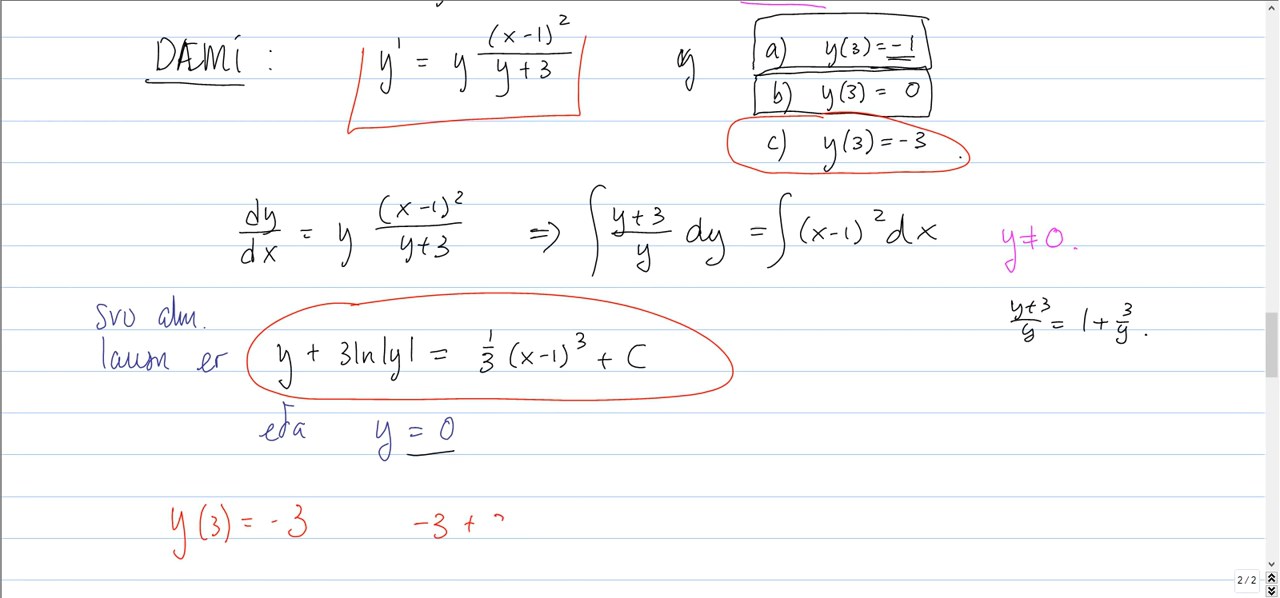 DÆMI: y' = y (x-1)²/(y+3) og a) y(3) = -1
b) y(3) = 0
c) y(3) = -3.
dy/dx = y (x-1)²/(y+3) ⇒ ∫ (y+3)/y dy = ∫ (x-1)² dx y ≠ 0.
(y+3)/y = 1 + 3/y.
Svo alm.
lausn er y + 3 ln|y| = 1/3 (x-1)³ + C
eða y = 0
y(3) = -3 -3 +
2/2